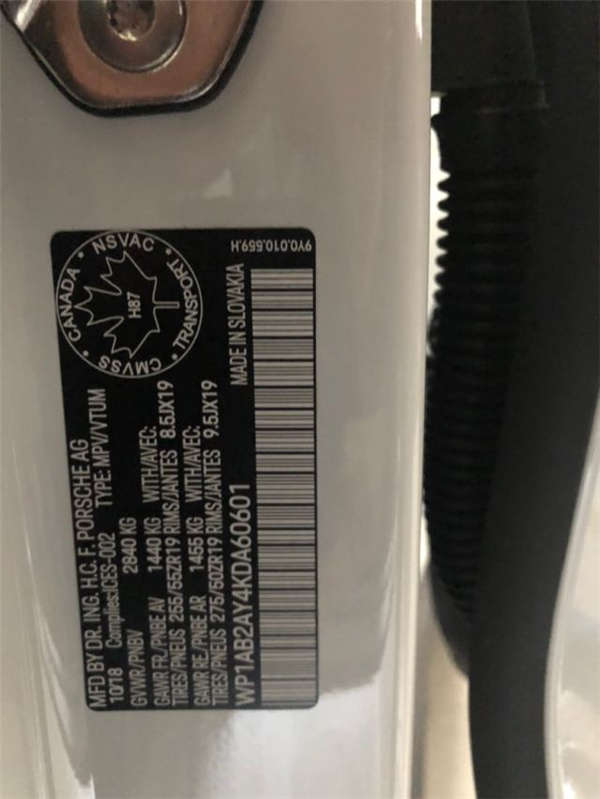 MFD BY DR. ING. H.C. F. PORSCHE AG
10/18 Complies:ICES-002 TYPE: MPV/VTUM
GVWR/PNBV 2840 KG
GAWR FR./PNBE AV 1440 KG WITH/AVEC:
TIRES/PNEUS 255/55ZR19 RIMS/JANTES 8.5JX19
GAWR RE./PNBE AR 1455 KG WITH/AVEC:
TIRES/PNEUS 275/50ZR19 RIMS/JANTES 9.5JX19
WP1AB2AY4KDA60601 MADE IN SLOVAKIA
CANADA • NSVAC • TRANSPORT • CMVSS •
H87
9Y0.010.559.H